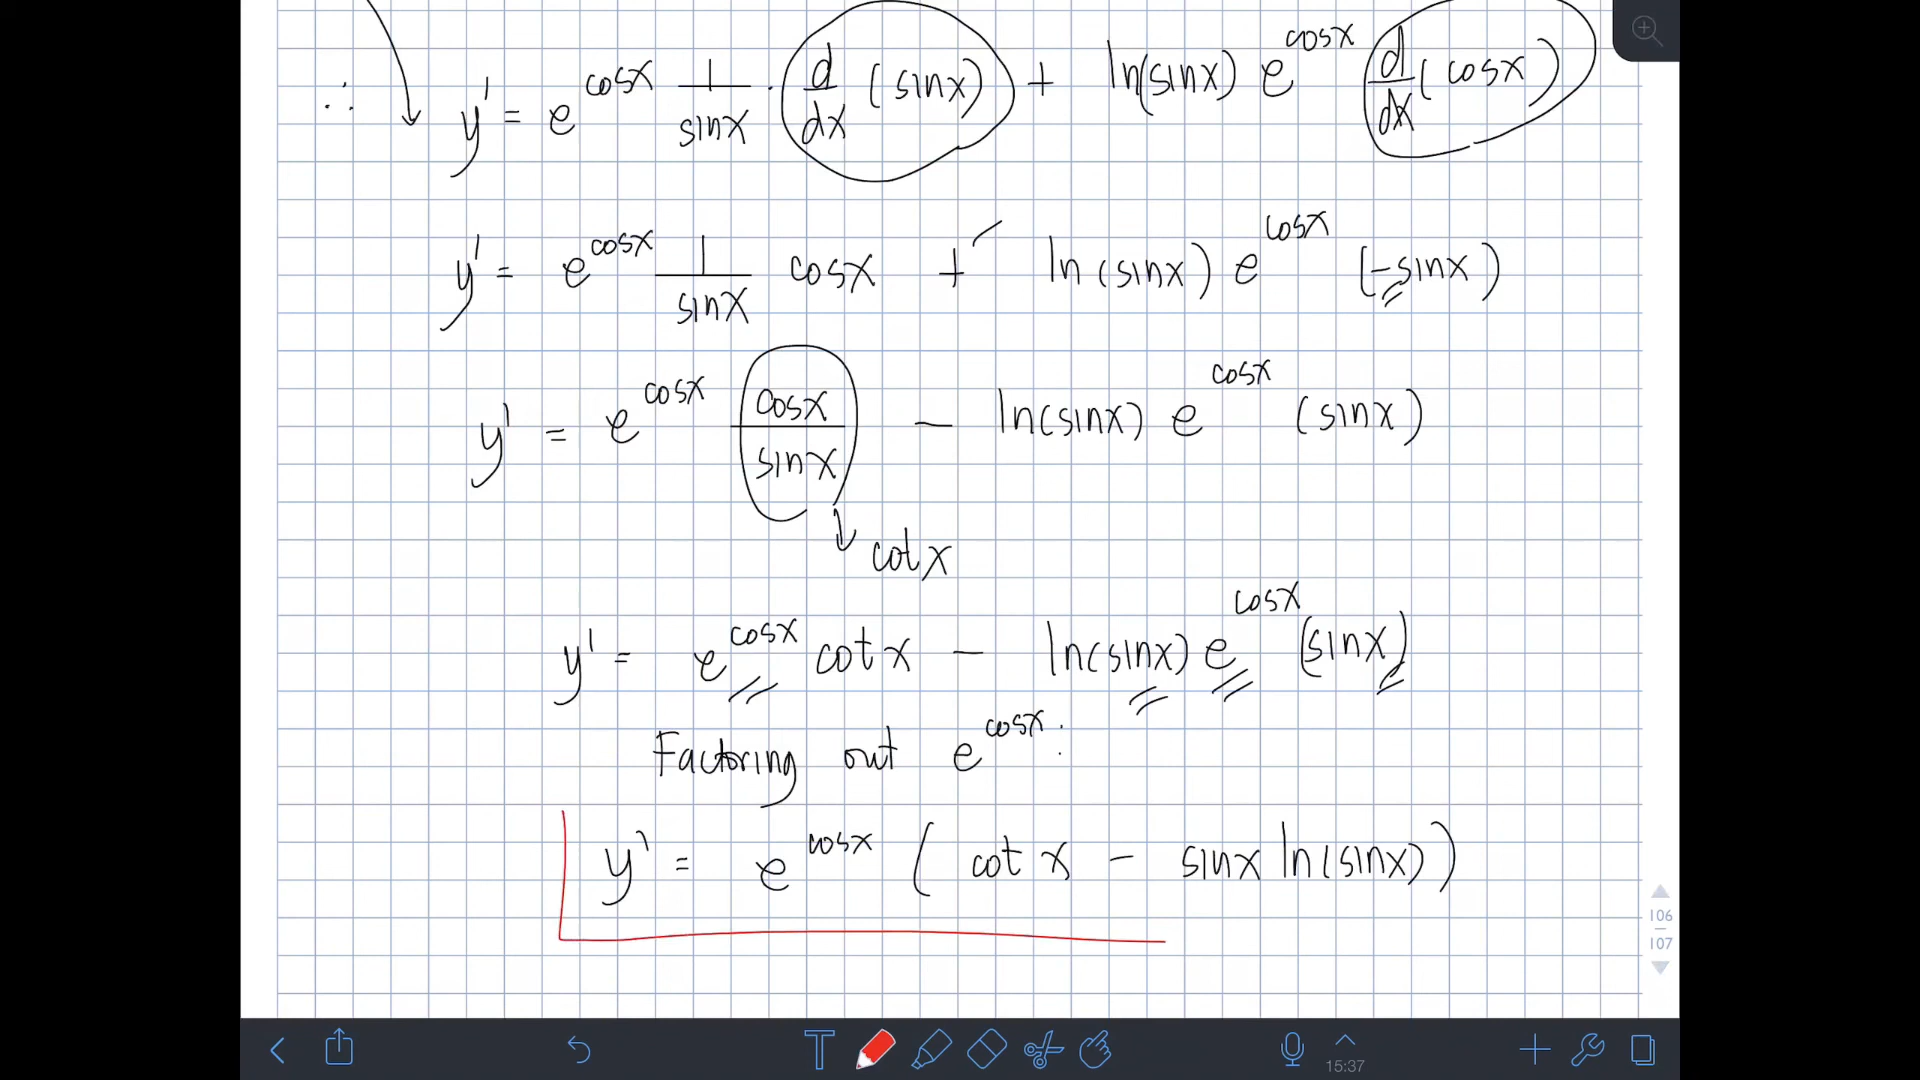 ∴ y' = e^{cosx} 1/sinx · d/dx (sinx) + ln(sinx) e^{cosx} d/dx (cosx)
y' = e^{cosx} 1/sinx cosx + ln(sinx) e^{cosx} (-sinx)
y' = e^{cosx} cosx/sinx - ln(sinx) e^{cosx} (sinx)
cotx
y' = e^{cosx} cotx - ln(sinx) e^{cosx} (sinx)
Factoring out e^{cosx}:
y' = e^{cosx} ( cotx - sinx ln(sinx))
106
107
T
15:37